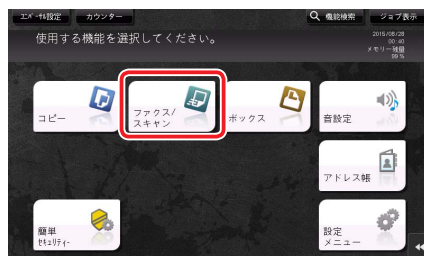 ｴﾝﾊﾞｰｻﾙ設定
カウンター
機能検索
ジョブ表示
使用する機能を選択してください。
2015/08/28
00:40
メモリー残量
99 %
コピー
ファクス/
スキャン
ボックス
音設定
アドレス帳
簡単
ｾｷｭﾘﾃｨｰ
設定
メニュー